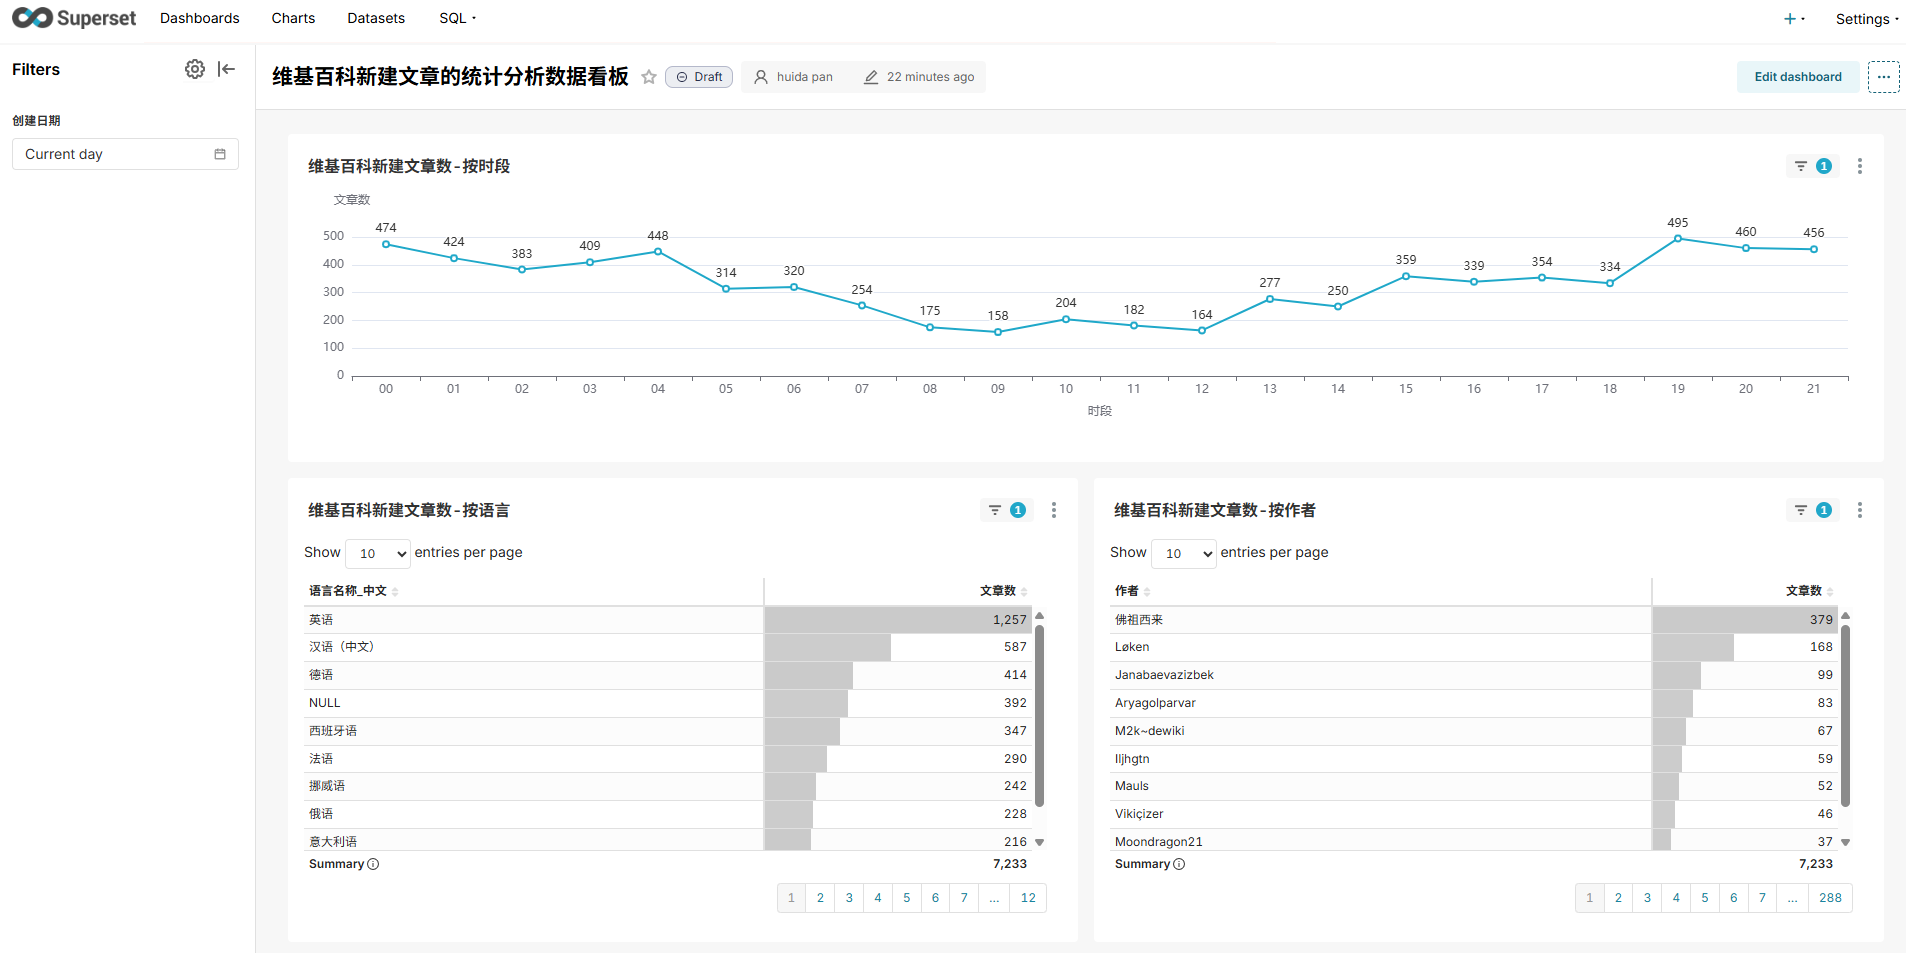 Superset Dashboards Charts Datasets SQL + Settings
Filters
创建日期
Current day
维基百科新建文章的统计分析数据看板 Draft huida pan 22 minutes ago Edit dashboard ...
维基百科新建文章数-按时段 1
文章数
474 424 383 409 448 314 320 254 175 158 204 182 164 277 250 359 339 354 334 495 460 456
500
400
300
200
100
0
00 01 02 03 04 05 06 07 08 09 10 11 12 13 14 15 16 17 18 19 20 21
时段
维基百科新建文章数-按语言 1
Show 10 entries per page
语言名称_中文 文章数
英语 1,257
汉语（中文） 587
德语 414
NULL 392
西班牙语 347
法语 290
挪威语 242
俄语 228
意大利语 216
Summary 7,233
1 2 3 4 5 6 7 ... 12
维基百科新建文章数-按作者 1
Show 10 entries per page
作者 文章数
佛祖西来 379
Løken 168
Janabaevazizbek 99
Aryagolparvar 83
M2k~dewiki 67
Iljhgtn 59
Mauls 52
Vikiçizer 46
Moondragon21 37
Summary 7,233
1 2 3 4 5 6 7 ... 288